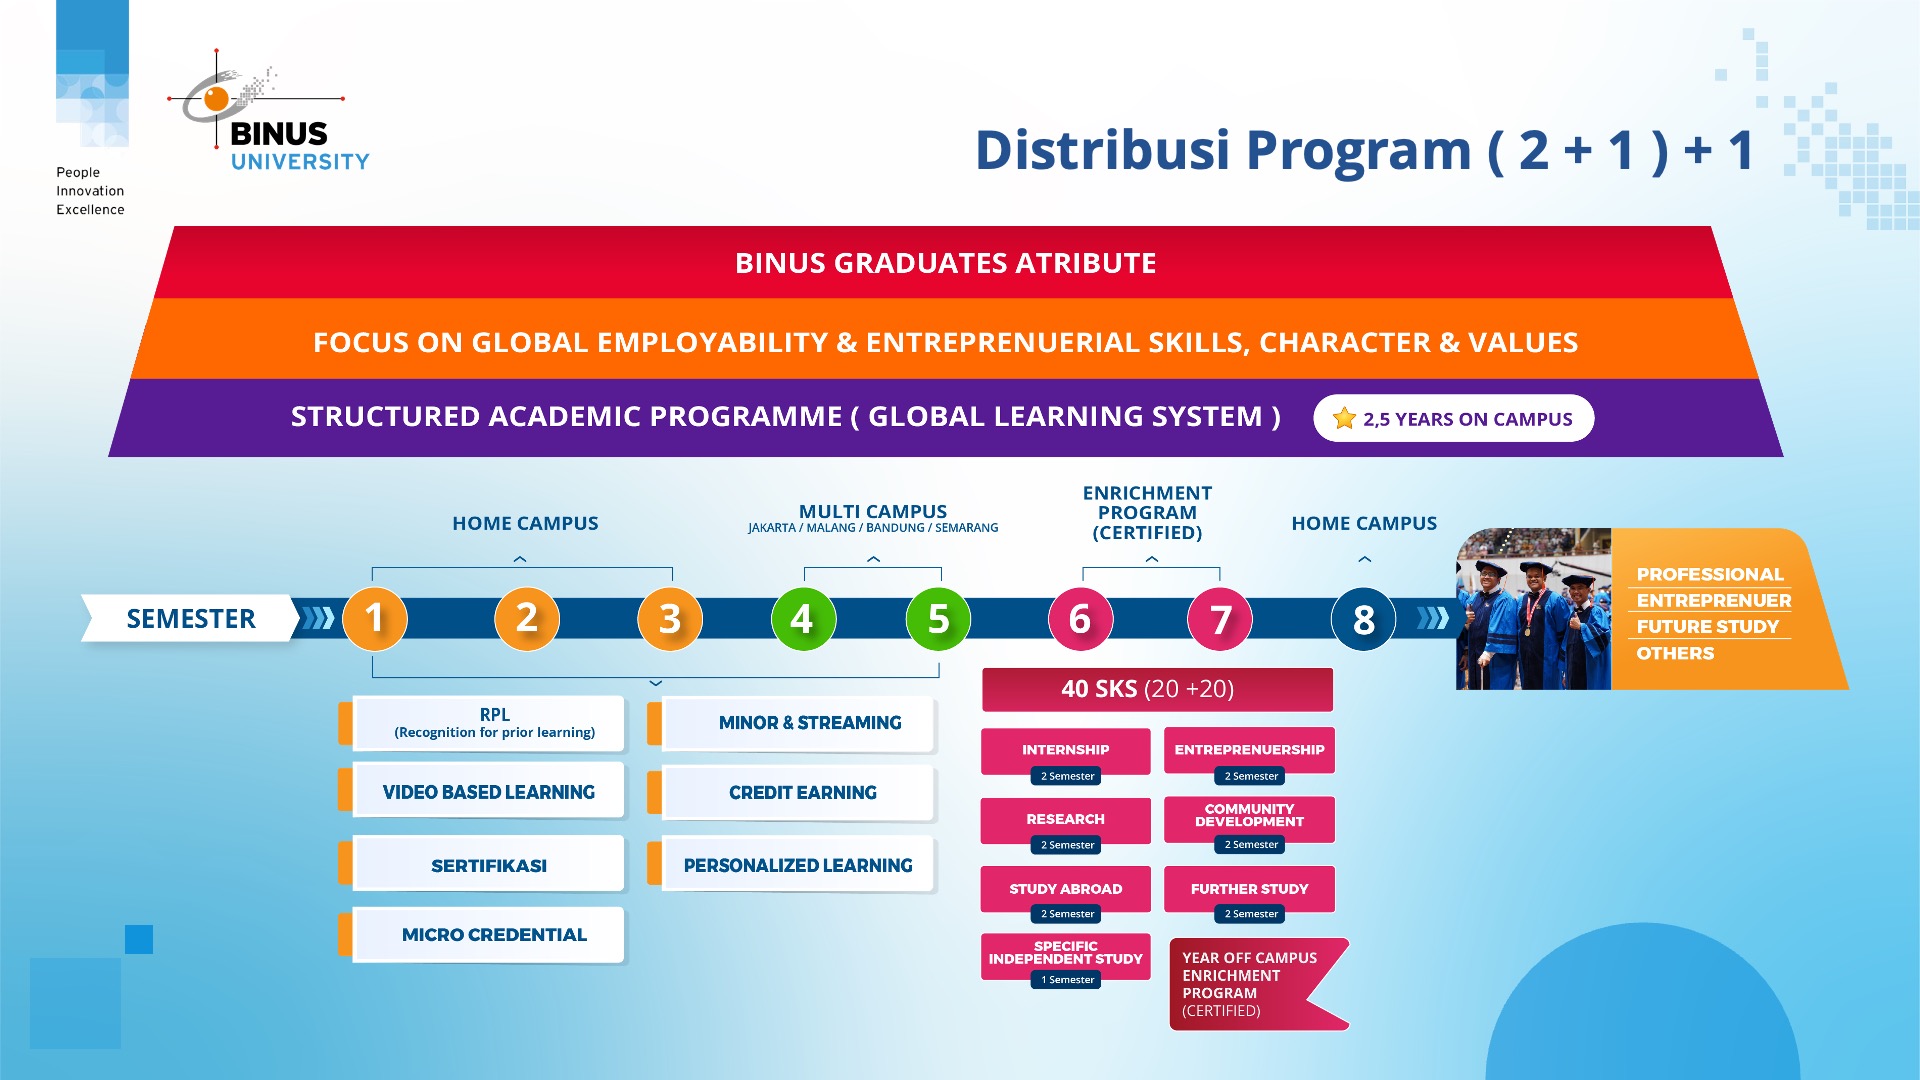 People
Innovation
Excellence
BINUS
UNIVERSITY
Distribusi Program ( 2 + 1 ) + 1
BINUS GRADUATES ATRIBUTE
FOCUS ON GLOBAL EMPLOYABILITY & ENTREPRENUERIAL SKILLS, CHARACTER & VALUES
STRUCTURED ACADEMIC PROGRAMME ( GLOBAL LEARNING SYSTEM )
2,5 YEARS ON CAMPUS
HOME CAMPUS
MULTI CAMPUS
JAKARTA / MALANG / BANDUNG / SEMARANG
ENRICHMENT
PROGRAM
(CERTIFIED)
HOME CAMPUS
SEMESTER
1
2
3
4
5
6
7
8
PROFESSIONAL
ENTREPRENUER
FUTURE STUDY
OTHERS
RPL
(Recognition for prior learning)
VIDEO BASED LEARNING
SERTIFIKASI
MICRO CREDENTIAL
MINOR & STREAMING
CREDIT EARNING
PERSONALIZED LEARNING
40 SKS (20 +20)
INTERNSHIP
2 Semester
ENTREPRENUERSHIP
2 Semester
RESEARCH
2 Semester
COMMUNITY
DEVELOPMENT
2 Semester
STUDY ABROAD
2 Semester
FURTHER STUDY
2 Semester
SPECIFIC
INDEPENDENT STUDY
1 Semester
YEAR OFF CAMPUS
ENRICHMENT
PROGRAM
(CERTIFIED)